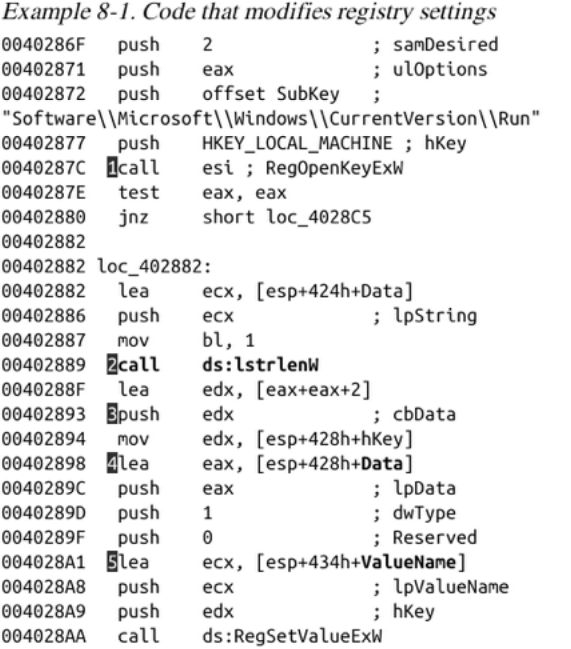 Example 8-1. Code that modifies registry settings
0040286F push 2 ; samDesired
00402871 push eax ; ulOptions
00402872 push offset SubKey ;
"Software\\Microsoft\\Windows\\CurrentVersion\\Run"
00402877 push HKEY_LOCAL_MACHINE ; hKey
0040287C 1call esi ; RegOpenKeyExW
0040287E test eax, eax
00402880 jnz short loc_4028C5
00402882
00402882 loc_402882:
00402882 lea ecx, [esp+424h+Data]
00402886 push ecx ; lpString
00402887 mov bl, 1
00402889 2call ds:lstrlenW
0040288F lea edx, [eax+eax+2]
00402893 3push edx ; cbData
00402894 mov edx, [esp+428h+hKey]
00402898 4lea eax, [esp+428h+Data]
0040289C push eax ; lpData
0040289D push 1 ; dwType
0040289F push 0 ; Reserved
004028A1 5lea ecx, [esp+434h+ValueName]
004028A8 push ecx ; lpValueName
004028A9 push edx ; hKey
004028AA call ds:RegSetValueExW